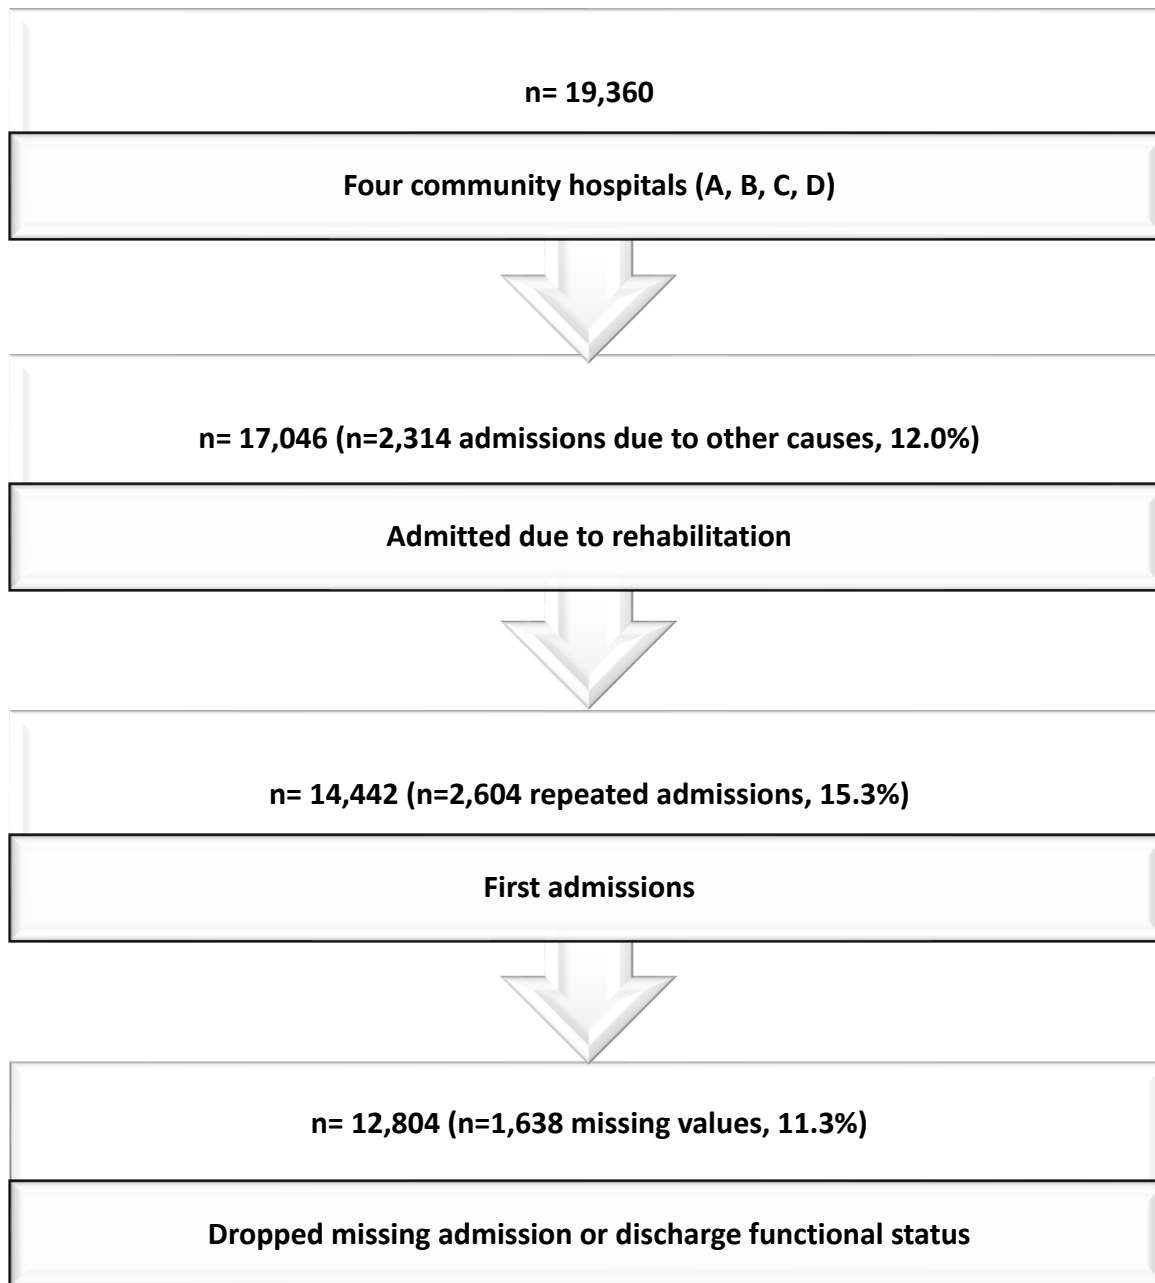 n= 19,360
Four community hospitals (A, B, C, D)
n= 17,046 (n=2,314 admissions due to other causes, 12.0%)
Admitted due to rehabilitation
n= 14,442 (n=2,604 repeated admissions, 15.3%)
First admissions
n= 12,804 (n=1,638 missing values, 11.3%)
Dropped missing admission or discharge functional status